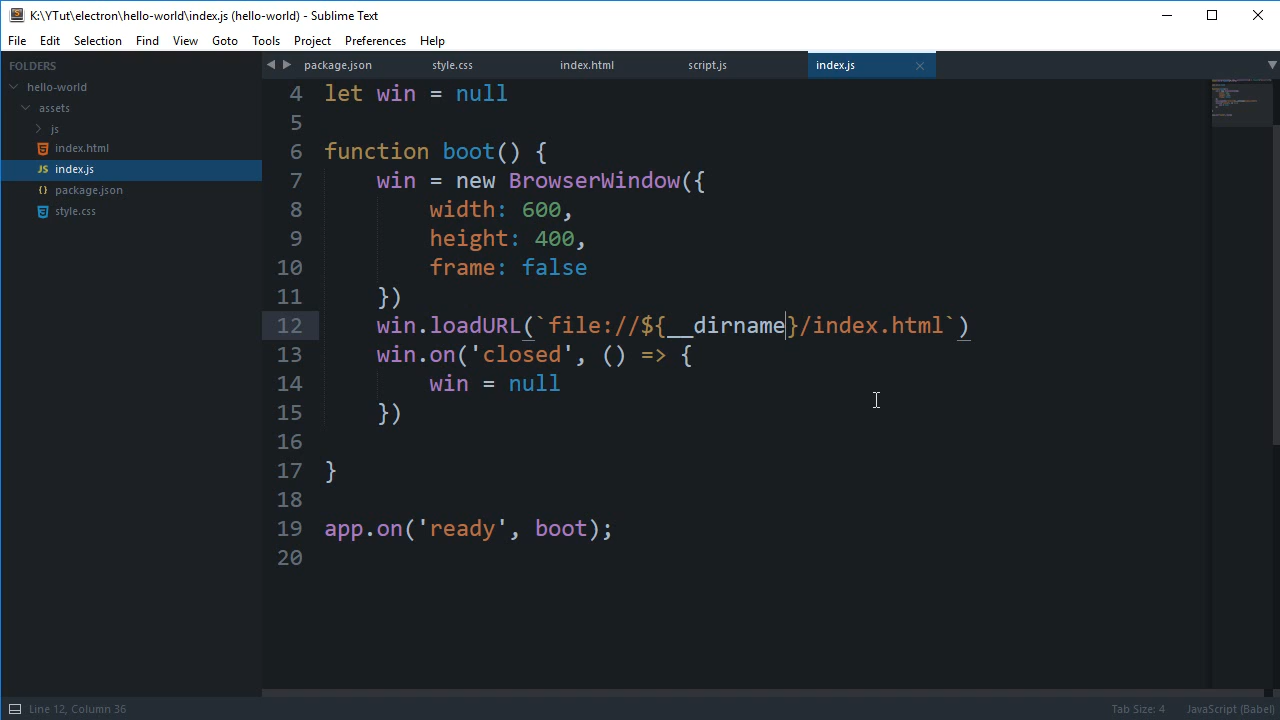 K:\YTut\electron\hello-world\index.js (hello-world) - Sublime Text
File Edit Selection Find View Goto Tools Project Preferences Help
FOLDERS
hello-world
assets
js
index.html
JS index.js
{} package.json
style.css
package.json style.css index.html script.js index.js
4 let win = null
5
6 function boot() {
7     win = new BrowserWindow({
8         width: 600,
9         height: 400,
10         frame: false
11     })
12     win.loadURL(`file://${__dirname}/index.html`)
13     win.on('closed', () => {
14         win = null
15     })
16
17 }
18
19 app.on('ready', boot);
20
Line 12, Column 36 Tab Size: 4 JavaScript (Babel)